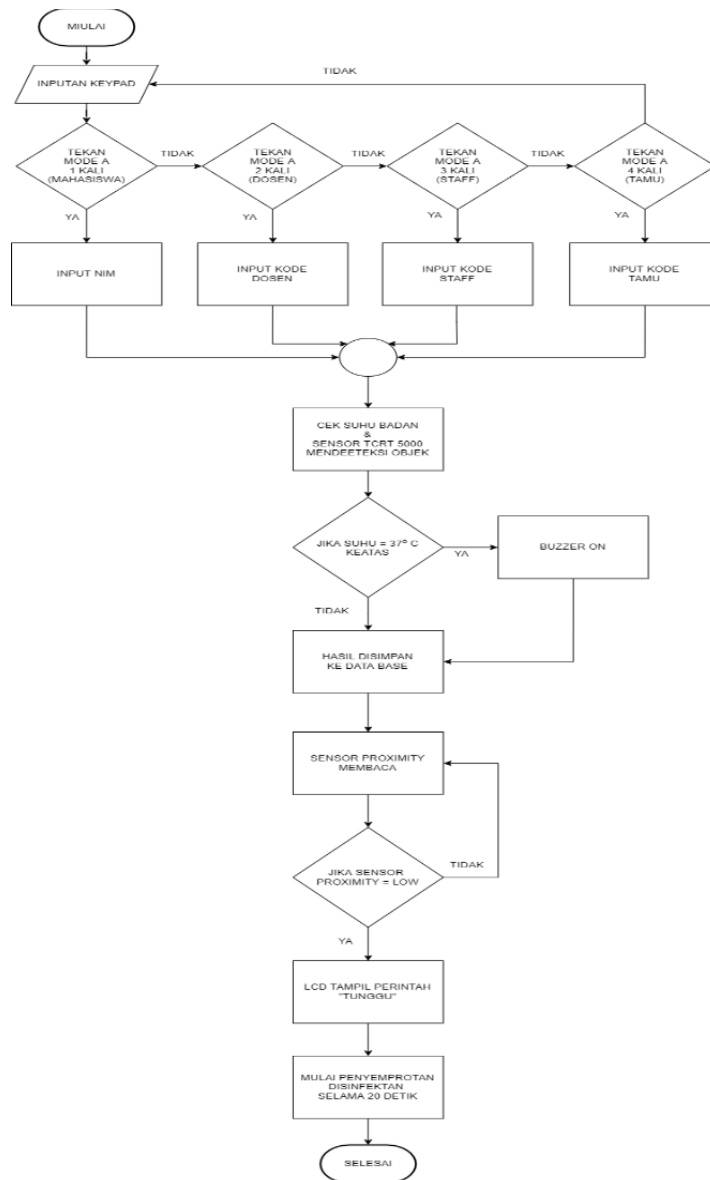 MIULAI
TIDAK
INPUTAN KEYPAD
TEKAN
MODE A
1 KALI
(MAHASISWA)
TIDAK
TEKAN
MODE A
2 KALI
(DOSEN)
TIDAK
TEKAN
MODE A
3 KALI
(STAFF)
TIDAK
TEKAN
MODE A
4 KALI
(TAMU)
YA
YA
YA
YA
INPUT NIM
INPUT KODE
DOSEN
INPUT KODE
STAFF
INPUT KODE
TAMU
CEK SUHU BADAN
&
SENSOR TCRT 5000
MENDEETEKSI OBJEK
JIKA SUHU = 37° C
KEATAS
YA
BUZZER ON
TIDAK
HASIL DISIMPAN
KE DATA BASE
SENSOR PROXIMITY
MEMBACA
JIKA SENSOR
PROXIMITY = LOW
TIDAK
YA
LCD TAMPIL PERINTAH
"TUNGGU"
MULAI PENYEMPROTAN
DISINFEKTAN
SELAMA 20 DETIK
SELESAI